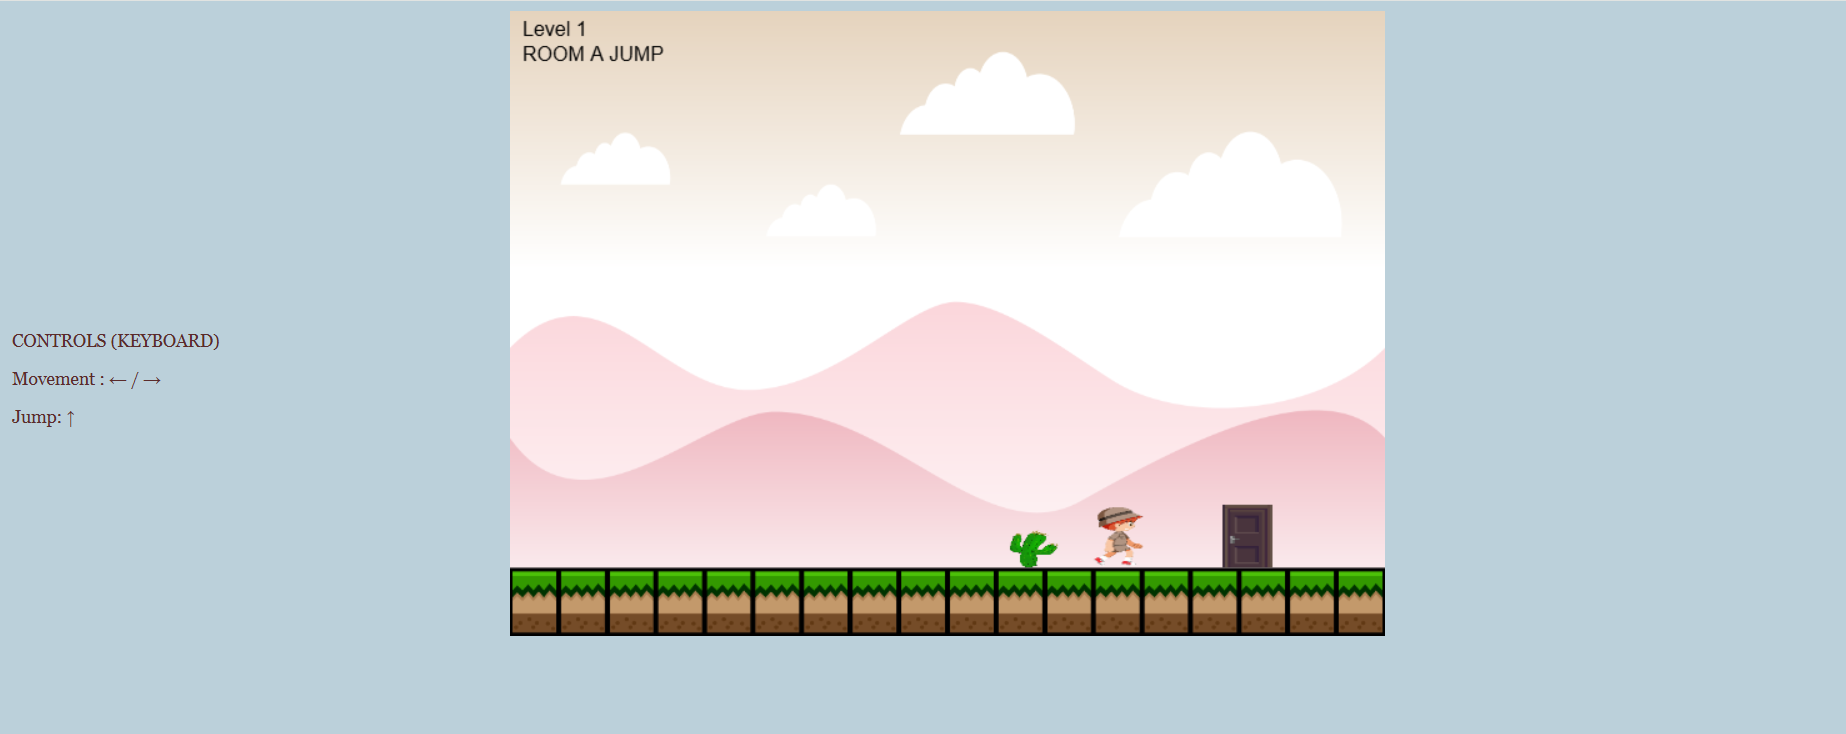 Level 1
ROOM A JUMP
CONTROLS (KEYBOARD)
Movement : ← / →
Jump: ↑